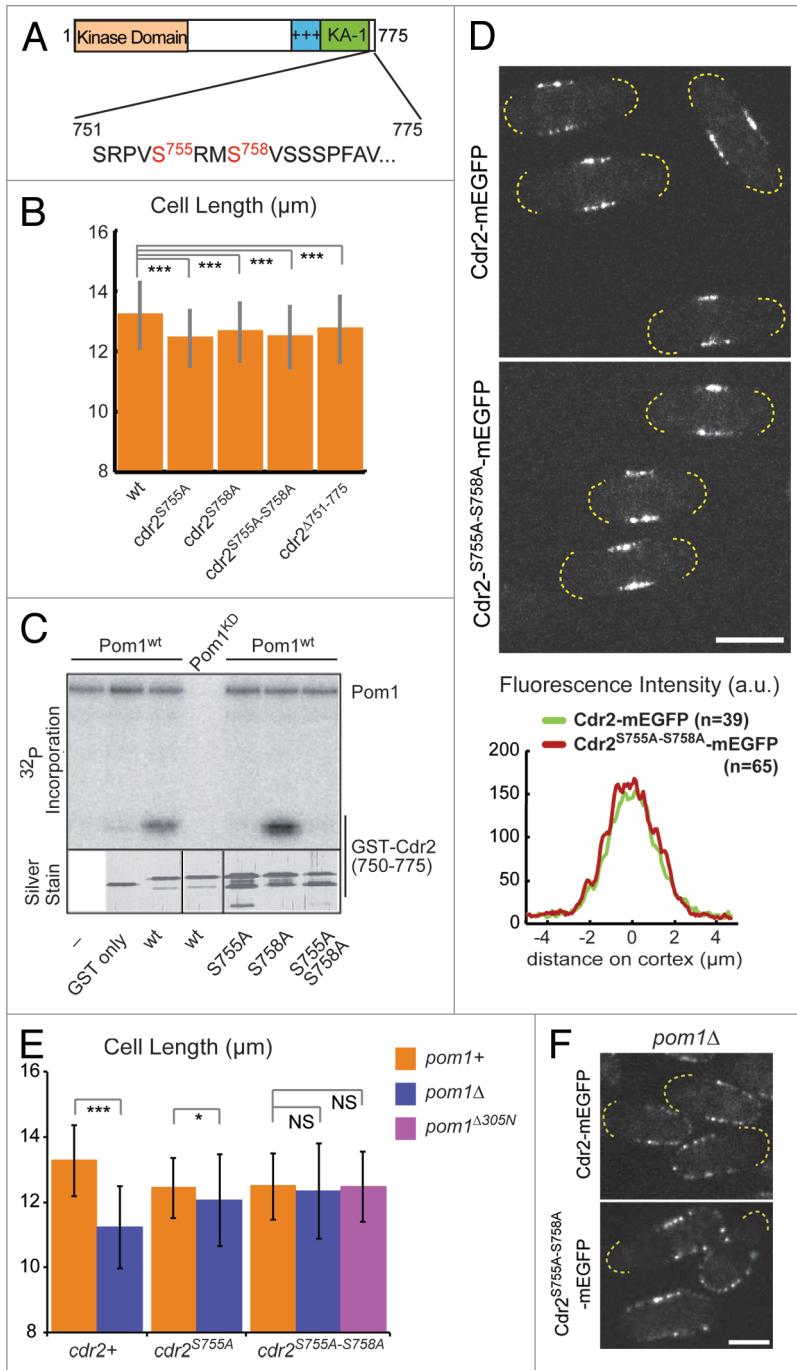 A
1 Kinase Domain +++ KA-1 775
751 775
SRPVS⁷⁵⁵RMS⁷⁵⁸VSSSPFAV...
B
Cell Length (µm)
16
14
12
10
8
*** *** *** ***
wt
cdr2S755A
cdr2S758A
cdr2S755A-S758A
cdr2Δ751-775
C
Pom1wt Pom1KD Pom1wt
Pom1
32P
Incorporation
GST-Cdr2
(750-775)
Silver
Stain
–
GST only
wt
wt
S755A
S758A
S755A
S758A
D
Cdr2-mEGFP
Cdr2-S755A-S758A-mEGFP
Fluorescence Intensity (a.u.)
Cdr2-mEGFP (n=39)
Cdr2S755A-S758A-mEGFP
(n=65)
200
150
100
50
0
-4 -2 0 2 4
distance on cortex (µm)
E
Cell Length (µm)
pom1+
pom1Δ
pom1Δ305N
16
14
12
10
8
*** * NS NS
cdr2+ cdr2S755A cdr2S755A-S758A
F
pom1Δ
Cdr2-mEGFP
Cdr2S755A-S758A
-mEGFP